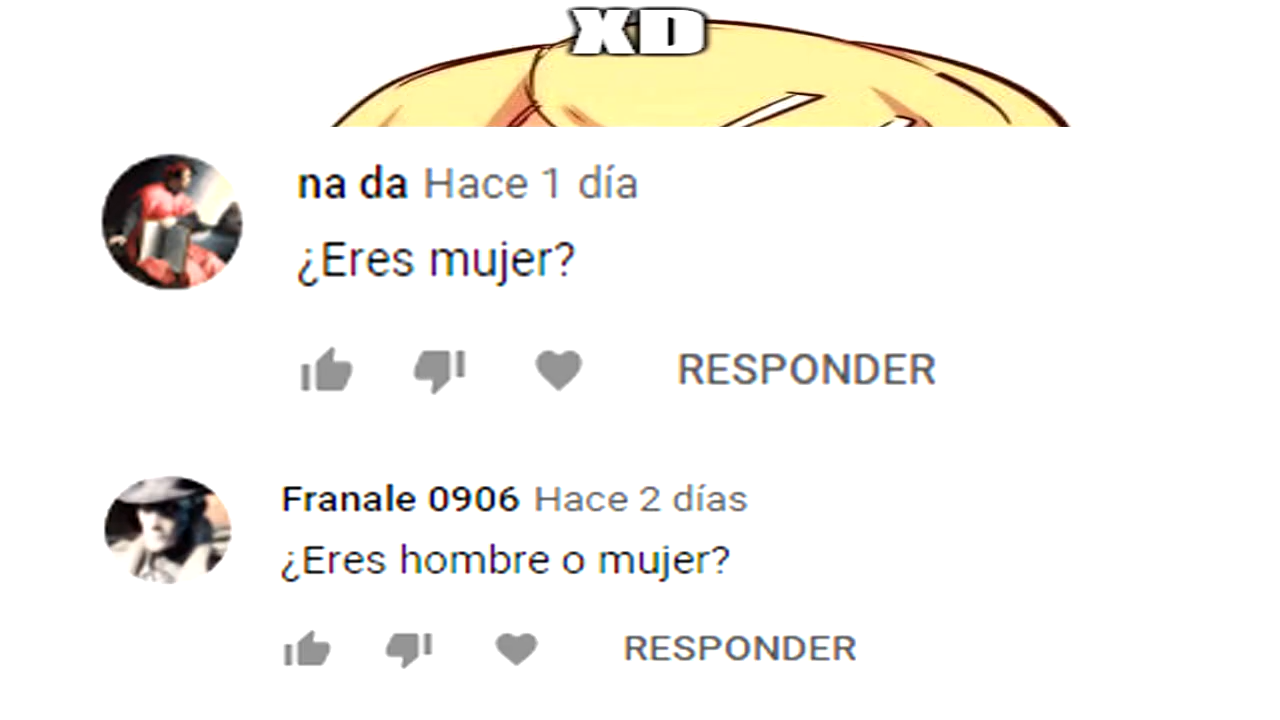 XD
na da Hace 1 día
¿Eres mujer?
RESPONDER
Franale 0906 Hace 2 días
¿Eres hombre o mujer?
RESPONDER